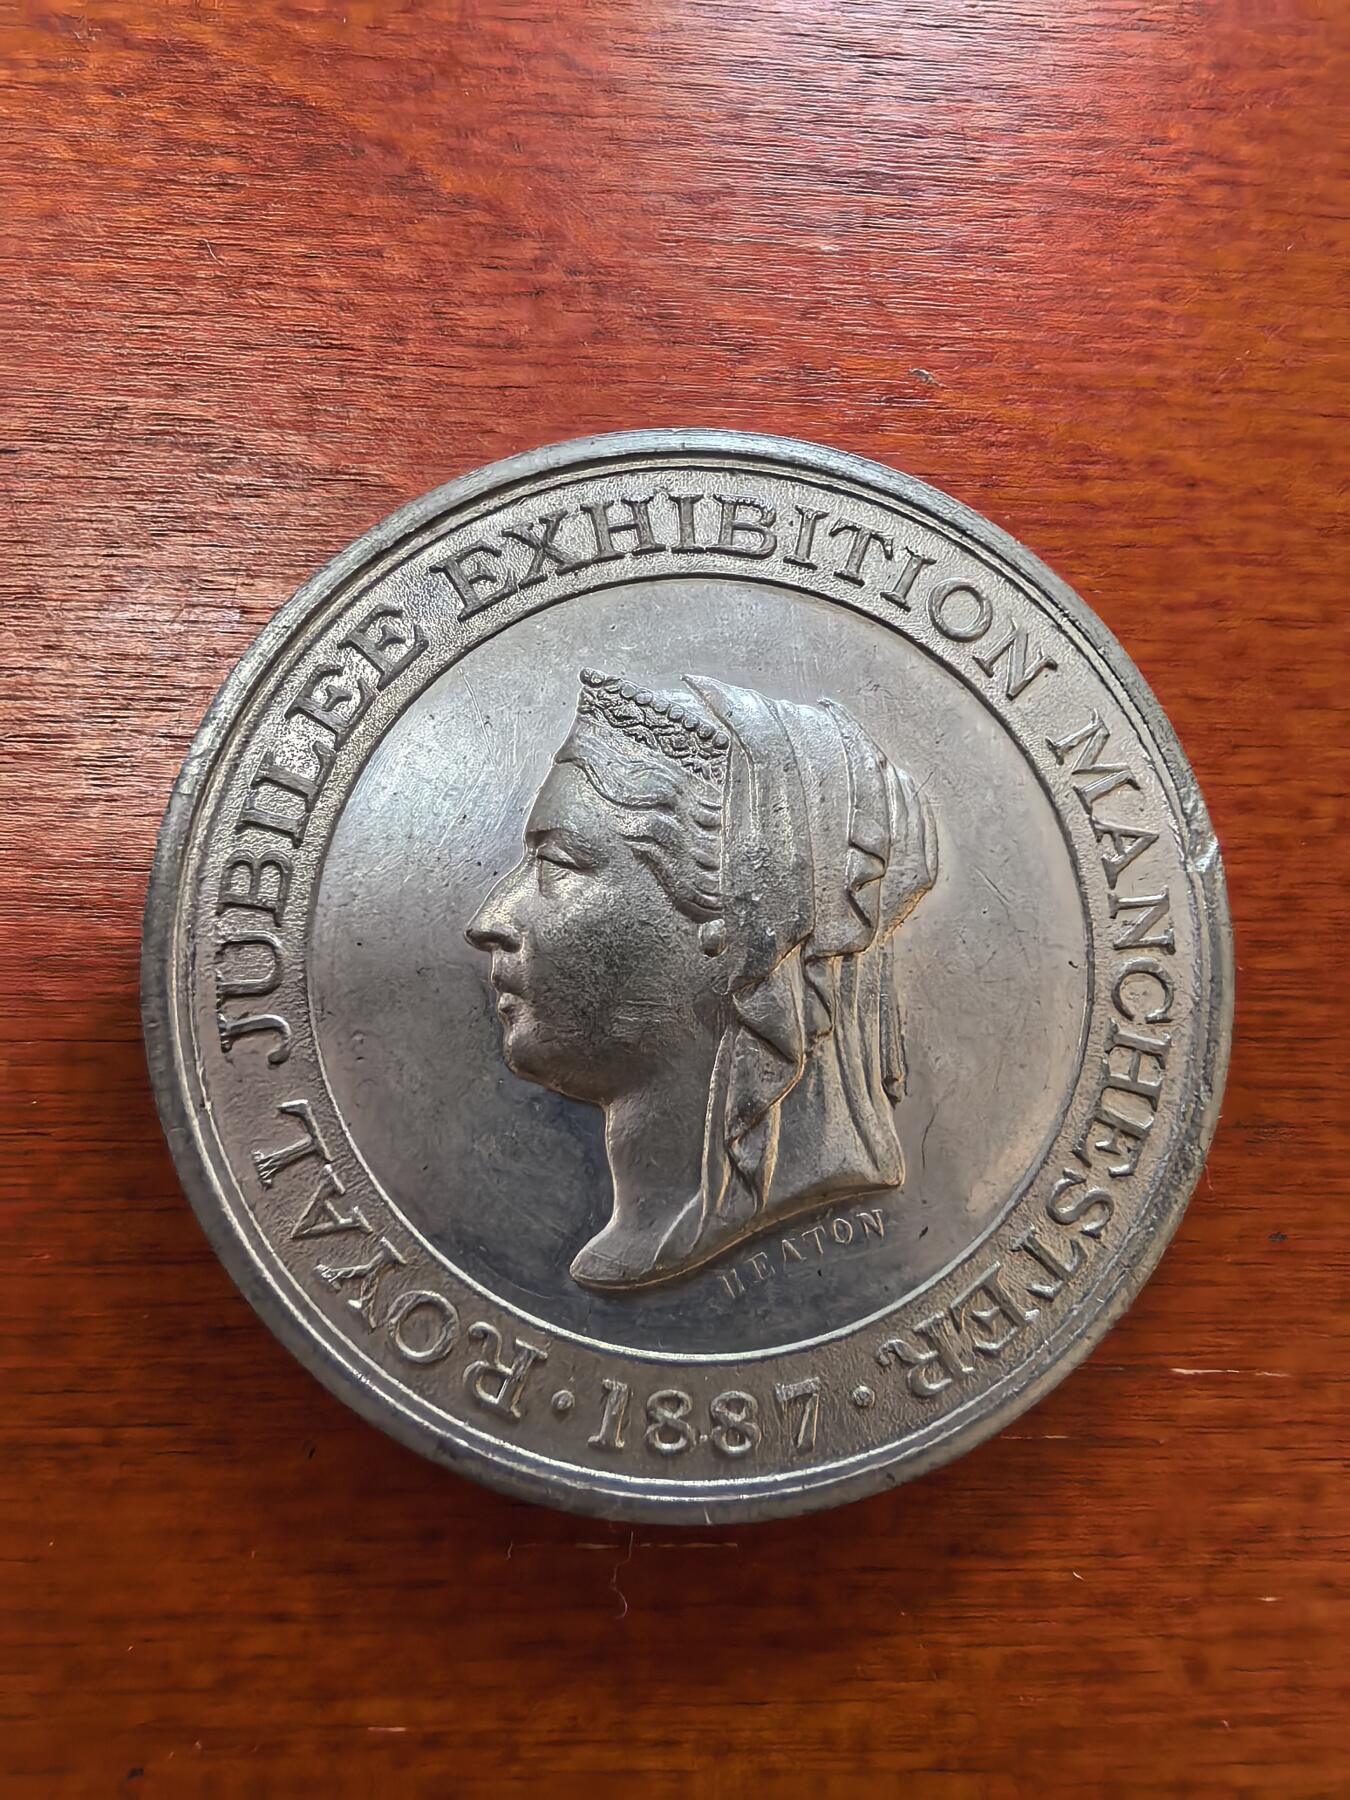 ROYAL JUBILEE EXHIBITION MANCHESTER
· 1887 ·
HEATON